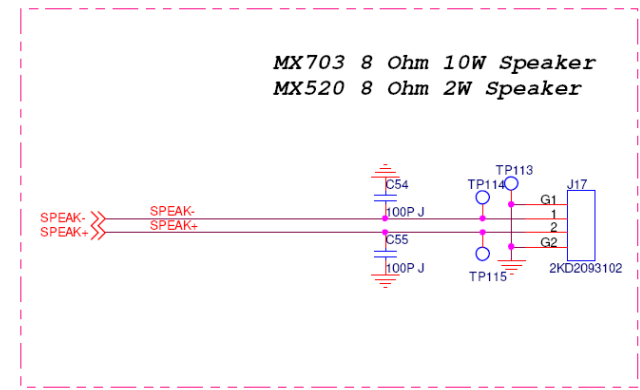 MX703 8 Ohm 10W Speaker
MX520 8 Ohm 2W Speaker
TP113
C54
TP114
J17
G1
SPEAK-
SPEAK-
100P J
1
SPEAK+
SPEAK+
2
C55
G2
100P J
TP115
2KD2093102